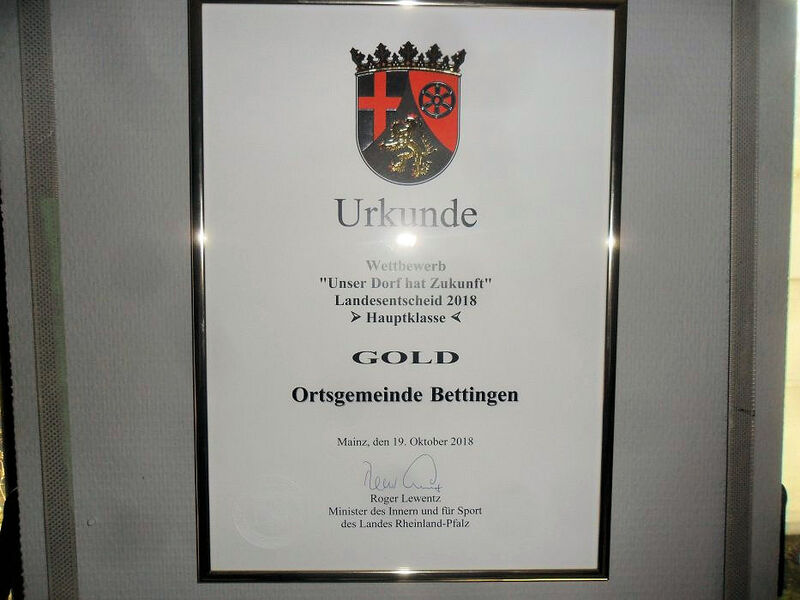 Urkunde
Wettbewerb
"Unser Dorf hat Zukunft"
Landesentscheid 2018
➢ Hauptklasse ⮘
GOLD
Ortsgemeinde Bettingen
Mainz, den 19. Oktober 2018
Roger Lewentz
Minister des Innern und für Sport
des Landes Rheinland-Pfalz